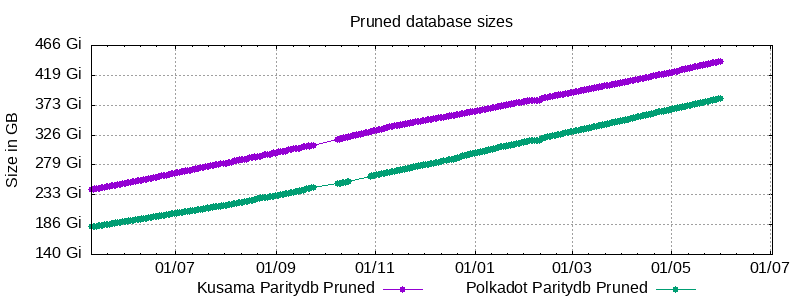 Pruned database sizes
466 Gi
419 Gi
373 Gi
326 Gi
279 Gi
233 Gi
186 Gi
140 Gi
Size in GB
01/07 01/09 01/11 01/01 01/03 01/05 01/07
Kusama Paritydb Pruned Polkadot Paritydb Pruned